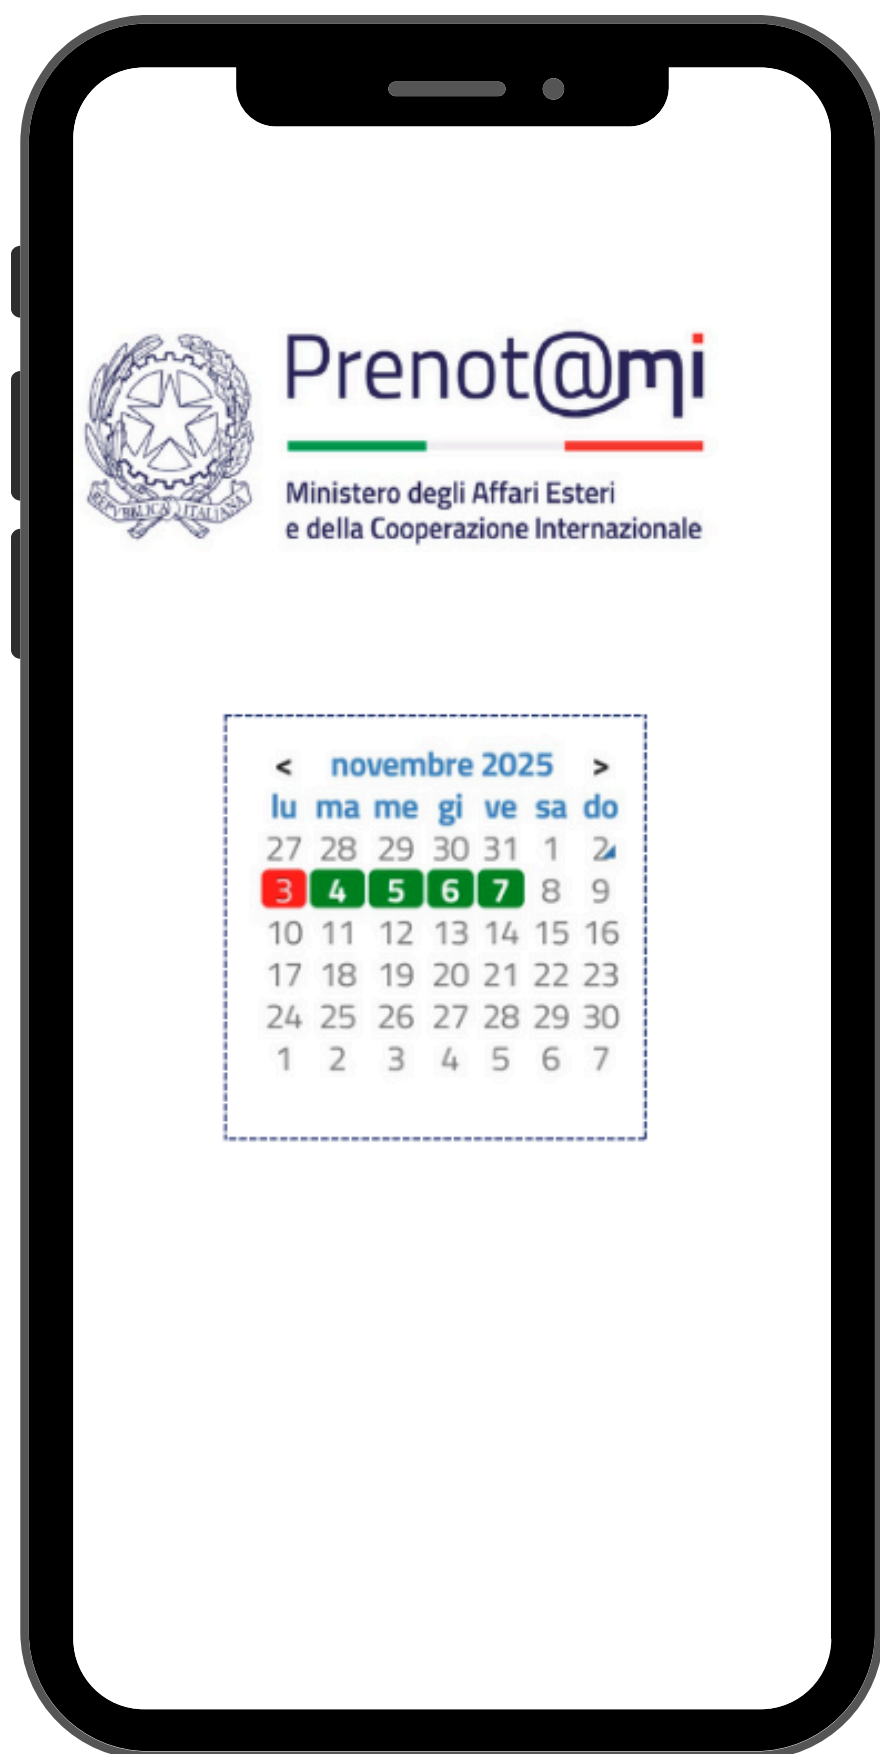 Prenot@mi
REPVBBLICA ITALIANA
Ministero degli Affari Esteri
e della Cooperazione Internazionale
< novembre 2025 >
lu ma me gi ve sa do
27 28 29 30 31 1 2
3 4 5 6 7 8 9
10 11 12 13 14 15 16
17 18 19 20 21 22 23
24 25 26 27 28 29 30
1 2 3 4 5 6 7